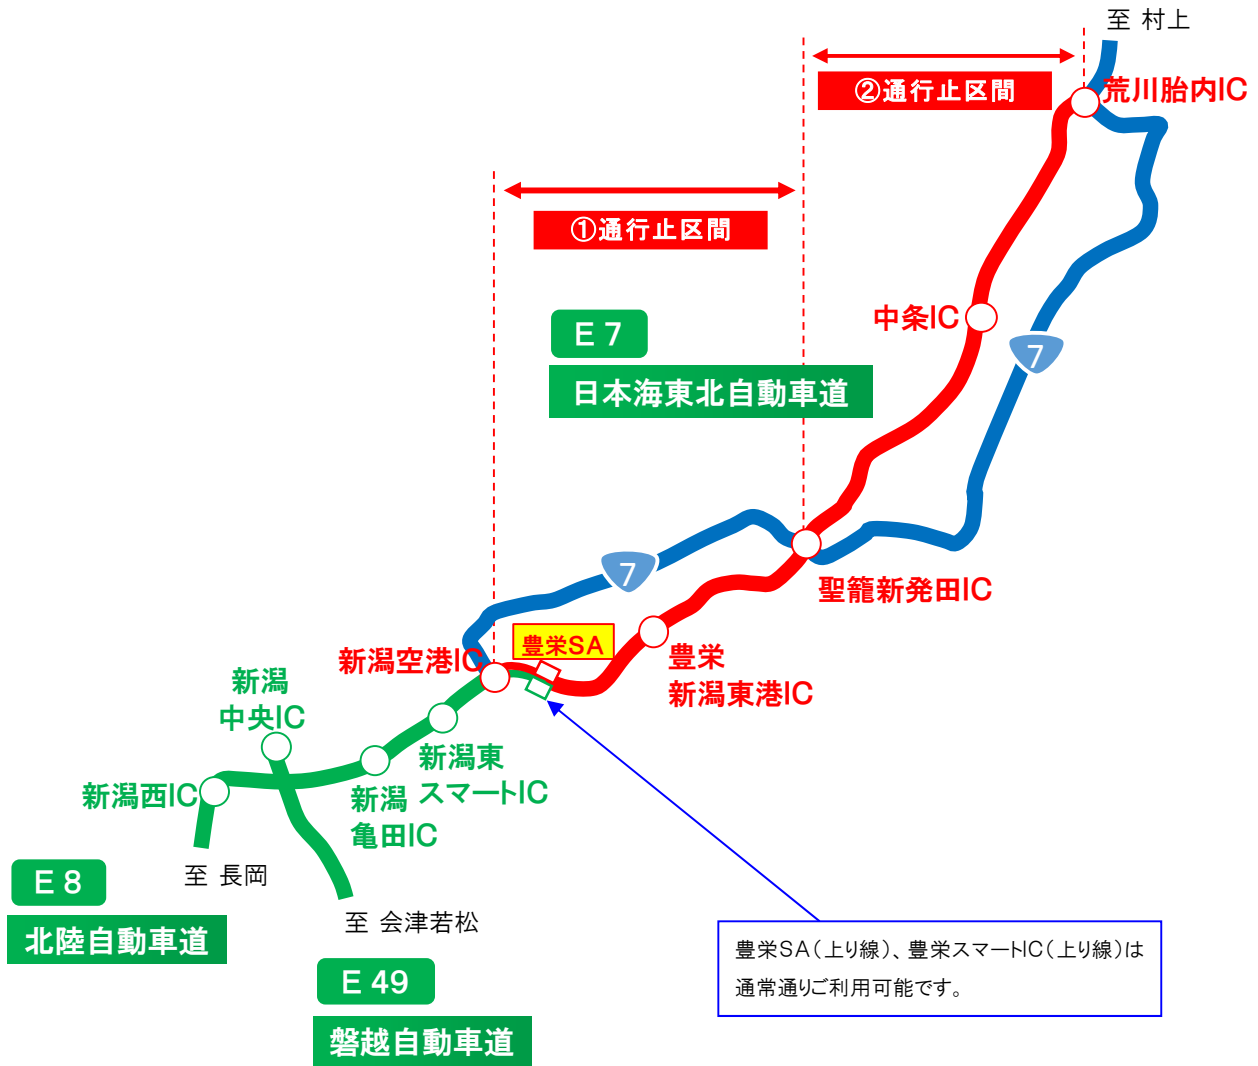 至 村上
②通行止区間
荒川胎内IC
①通行止区間
E 7
日本海東北自動車道
中条IC
7
7
聖籠新発田IC
豊栄SA
新潟空港IC
豊栄
新潟東港IC
新潟
中央IC
新潟東
スマートIC
新潟西IC
新潟
亀田IC
至 長岡
E 8
北陸自動車道
至 会津若松
E 49
磐越自動車道
豊栄SA(上り線)、豊栄スマートIC(上り線)は
通常通りご利用可能です。